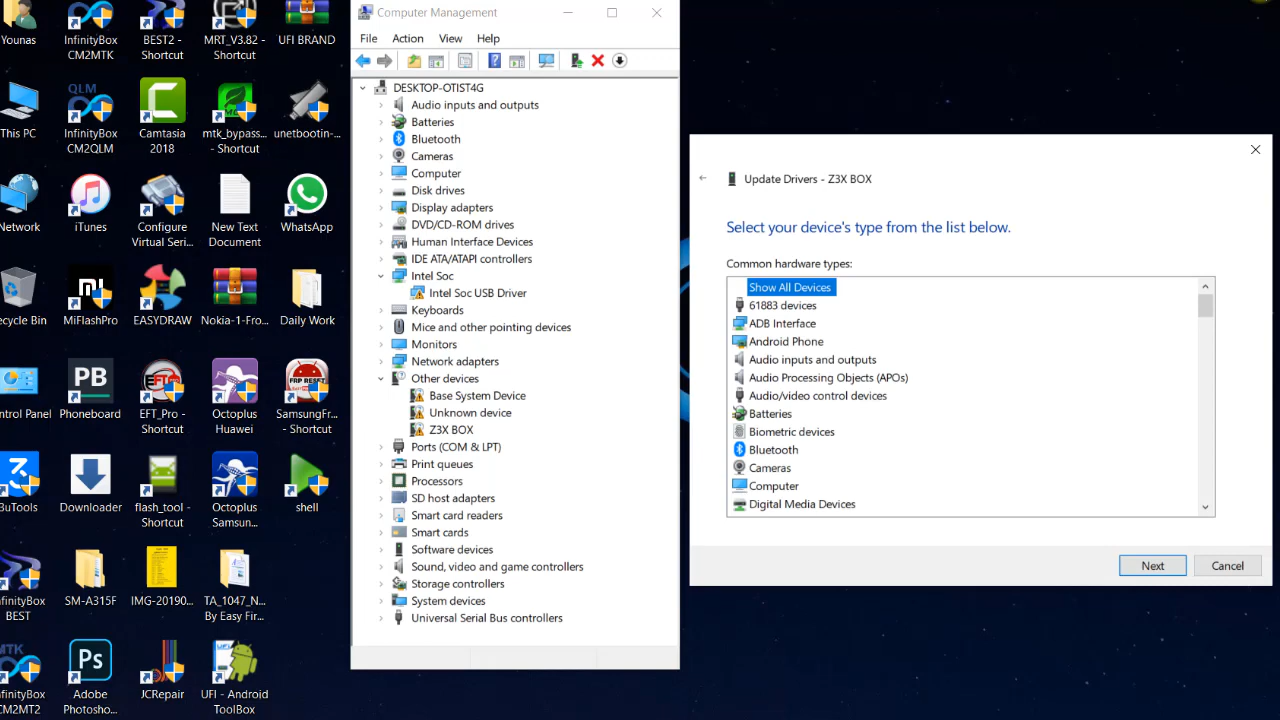 Younas
InfinityBox
CM2MTK
BEST2 -
Shortcut
MRT_V3.82 -
Shortcut
UFI BRAND
This PC
QLM
InfinityBox
CM2QLM
Camtasia
2018
mtk_bypass...
- Shortcut
unetbootin-...
Network
iTunes
Configure
Virtual Seri...
New Text
Document
WhatsApp
ecycle Bin
MiFlashPro
EASYDRAW
Nokia-1-Fro...
Daily Work
ntrol Panel
PB
Phoneboard
EFT
EFT_Pro -
Shortcut
Octoplus
Huawei
FRP RESET
SamsungFr...
- Shortcut
3uTools
Downloader
flash_tool -
Shortcut
Octoplus
Samsun...
shell
nfinityBox
BEST
SM-A315F
IMG-20190...
TA_1047_N...
By Easy Fir...
MTK
nfinityBox
CM2MT2
Ps
Adobe
Photosho...
JCRepair
UFI - Android
ToolBox
Computer Management
File Action View Help
DESKTOP-OTIST4G
Audio inputs and outputs
Batteries
Bluetooth
Cameras
Computer
Disk drives
Display adapters
DVD/CD-ROM drives
Human Interface Devices
IDE ATA/ATAPI controllers
Intel Soc
Intel Soc USB Driver
Keyboards
Mice and other pointing devices
Monitors
Network adapters
Other devices
Base System Device
Unknown device
Z3X BOX
Ports (COM & LPT)
Print queues
Processors
SD host adapters
Smart card readers
Smart cards
Software devices
Sound, video and game controllers
Storage controllers
System devices
Universal Serial Bus controllers
Update Drivers - Z3X BOX
Select your device's type from the list below.
Common hardware types:
Show All Devices
61883 devices
ADB Interface
Android Phone
Audio inputs and outputs
Audio Processing Objects (APOs)
Audio/video control devices
Batteries
Biometric devices
Bluetooth
Cameras
Computer
Digital Media Devices
Next Cancel